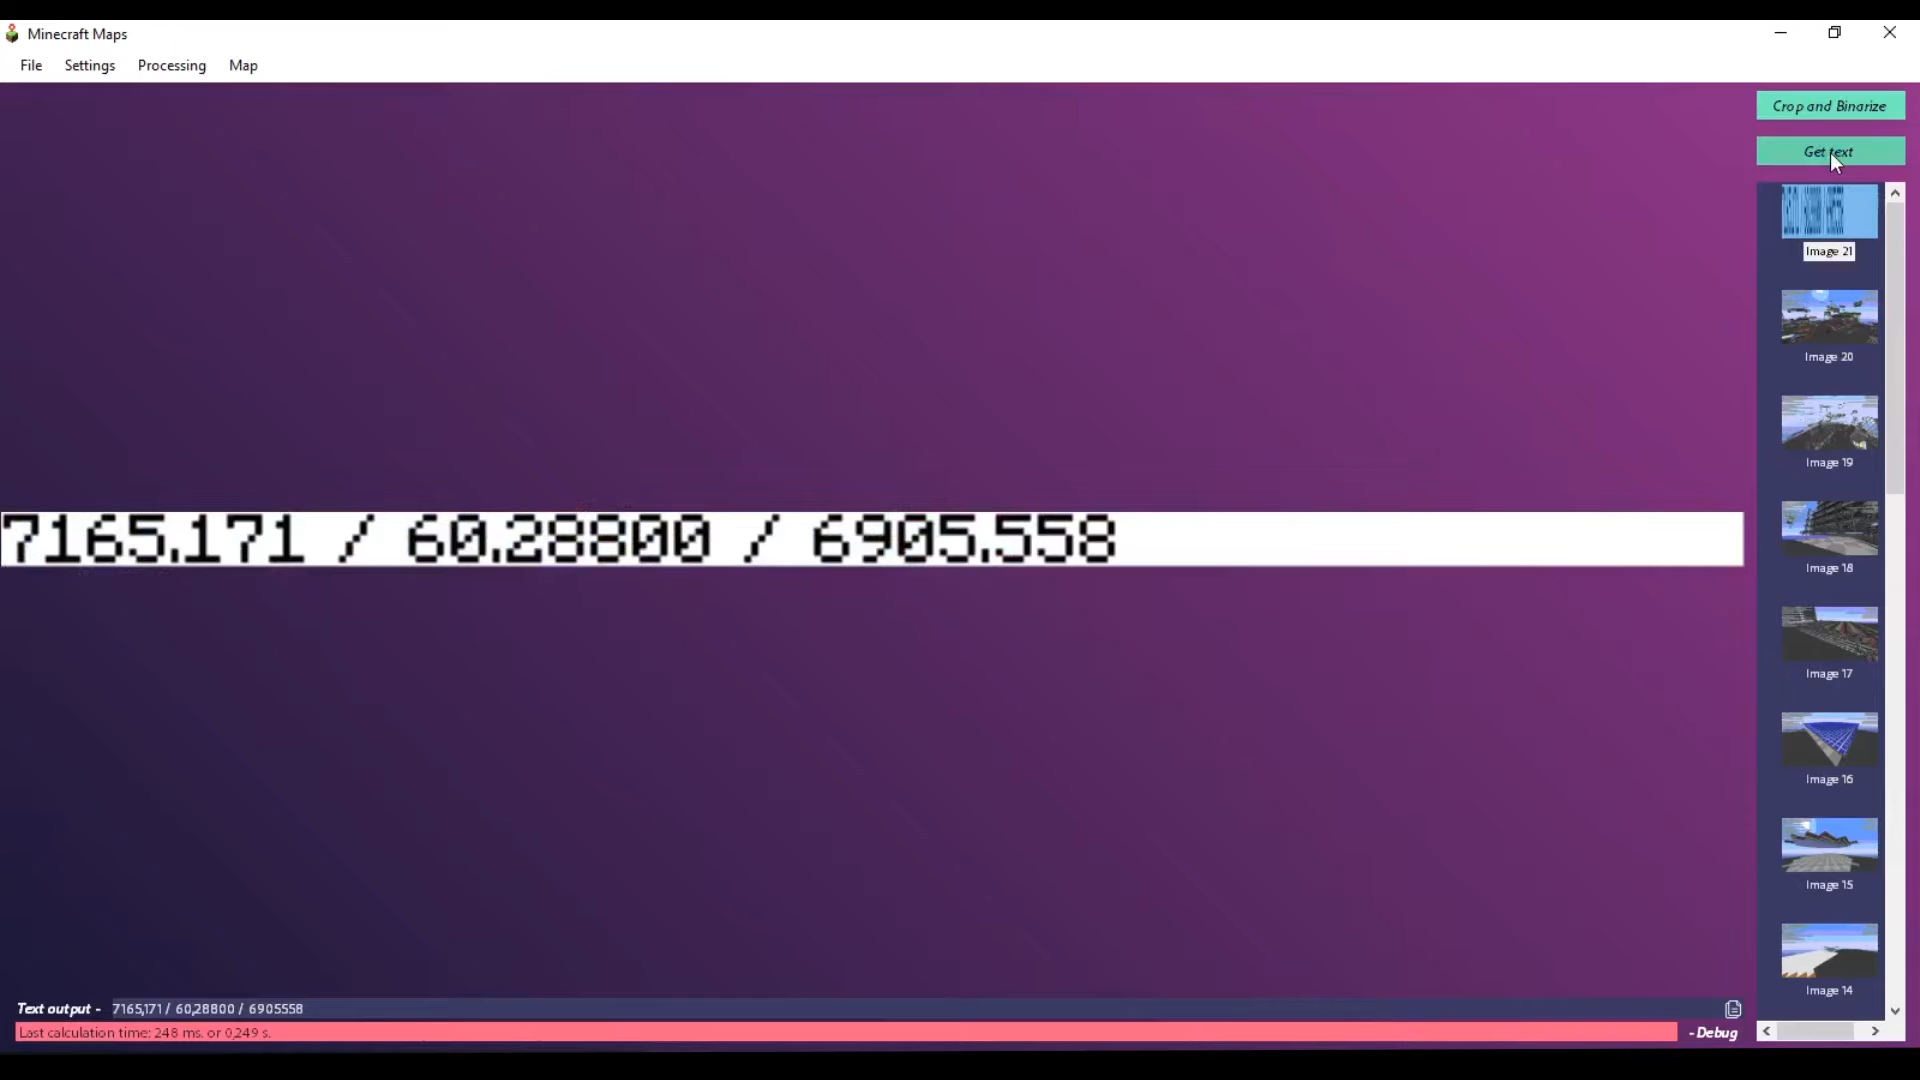 Minecraft Maps
File Settings Processing Map
Crop and Binarize
Get text
Image 21
Image 20
Image 19
Image 18
Image 17
Image 16
Image 15
Image 14
7165.171 / 60.28800 / 6905.558
Text output - 7165,171 / 60,28800 / 6905558
Last calculation time: 248 ms. or 0,249 s. - Debug